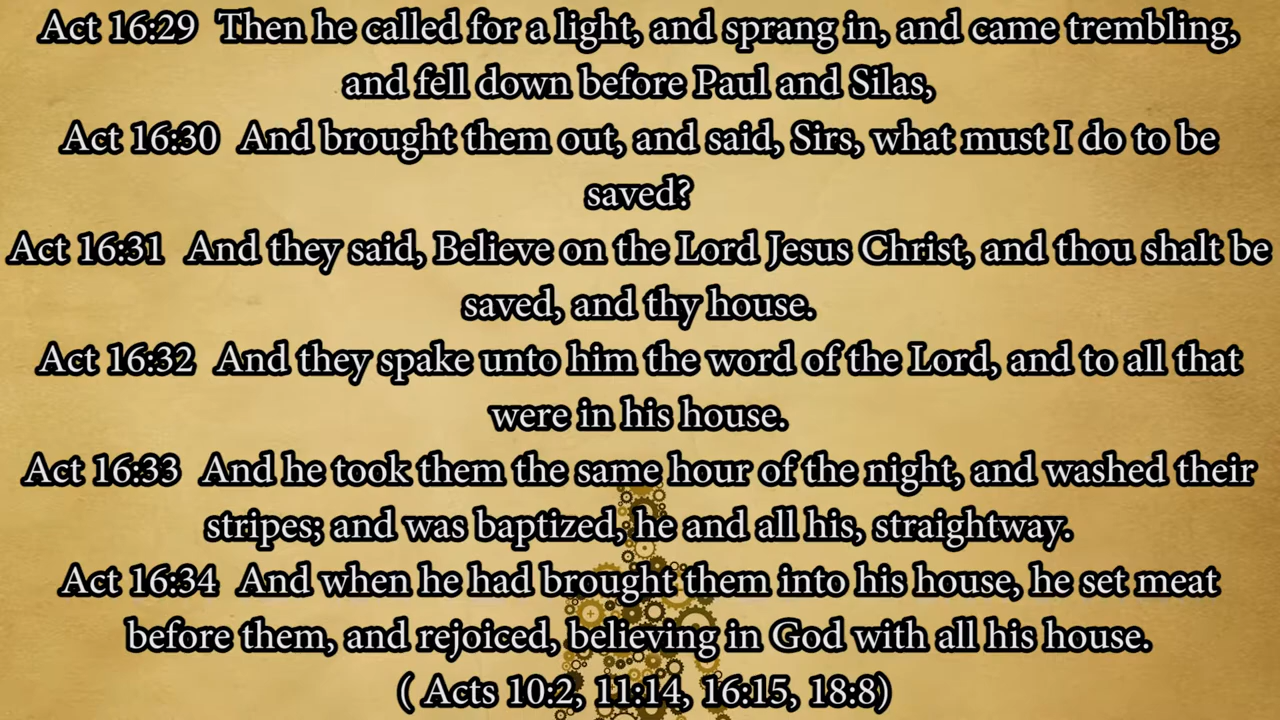 Act 16:29 Then he called for a light, and sprang in, and came trembling,
and fell down before Paul and Silas,
Act 16:30 And brought them out, and said, Sirs, what must I do to be
saved?
Act 16:31 And they said, Believe on the Lord Jesus Christ, and thou shalt be
saved, and thy house.
Act 16:32 And they spake unto him the word of the Lord, and to all that
were in his house.
Act 16:33 And he took them the same hour of the night, and washed their
stripes; and was baptized, he and all his, straightway.
Act 16:34 And when he had brought them into his house, he set meat
before them, and rejoiced, believing in God with all his house.
( Acts 10:2, 11:14, 16:15, 18:8)